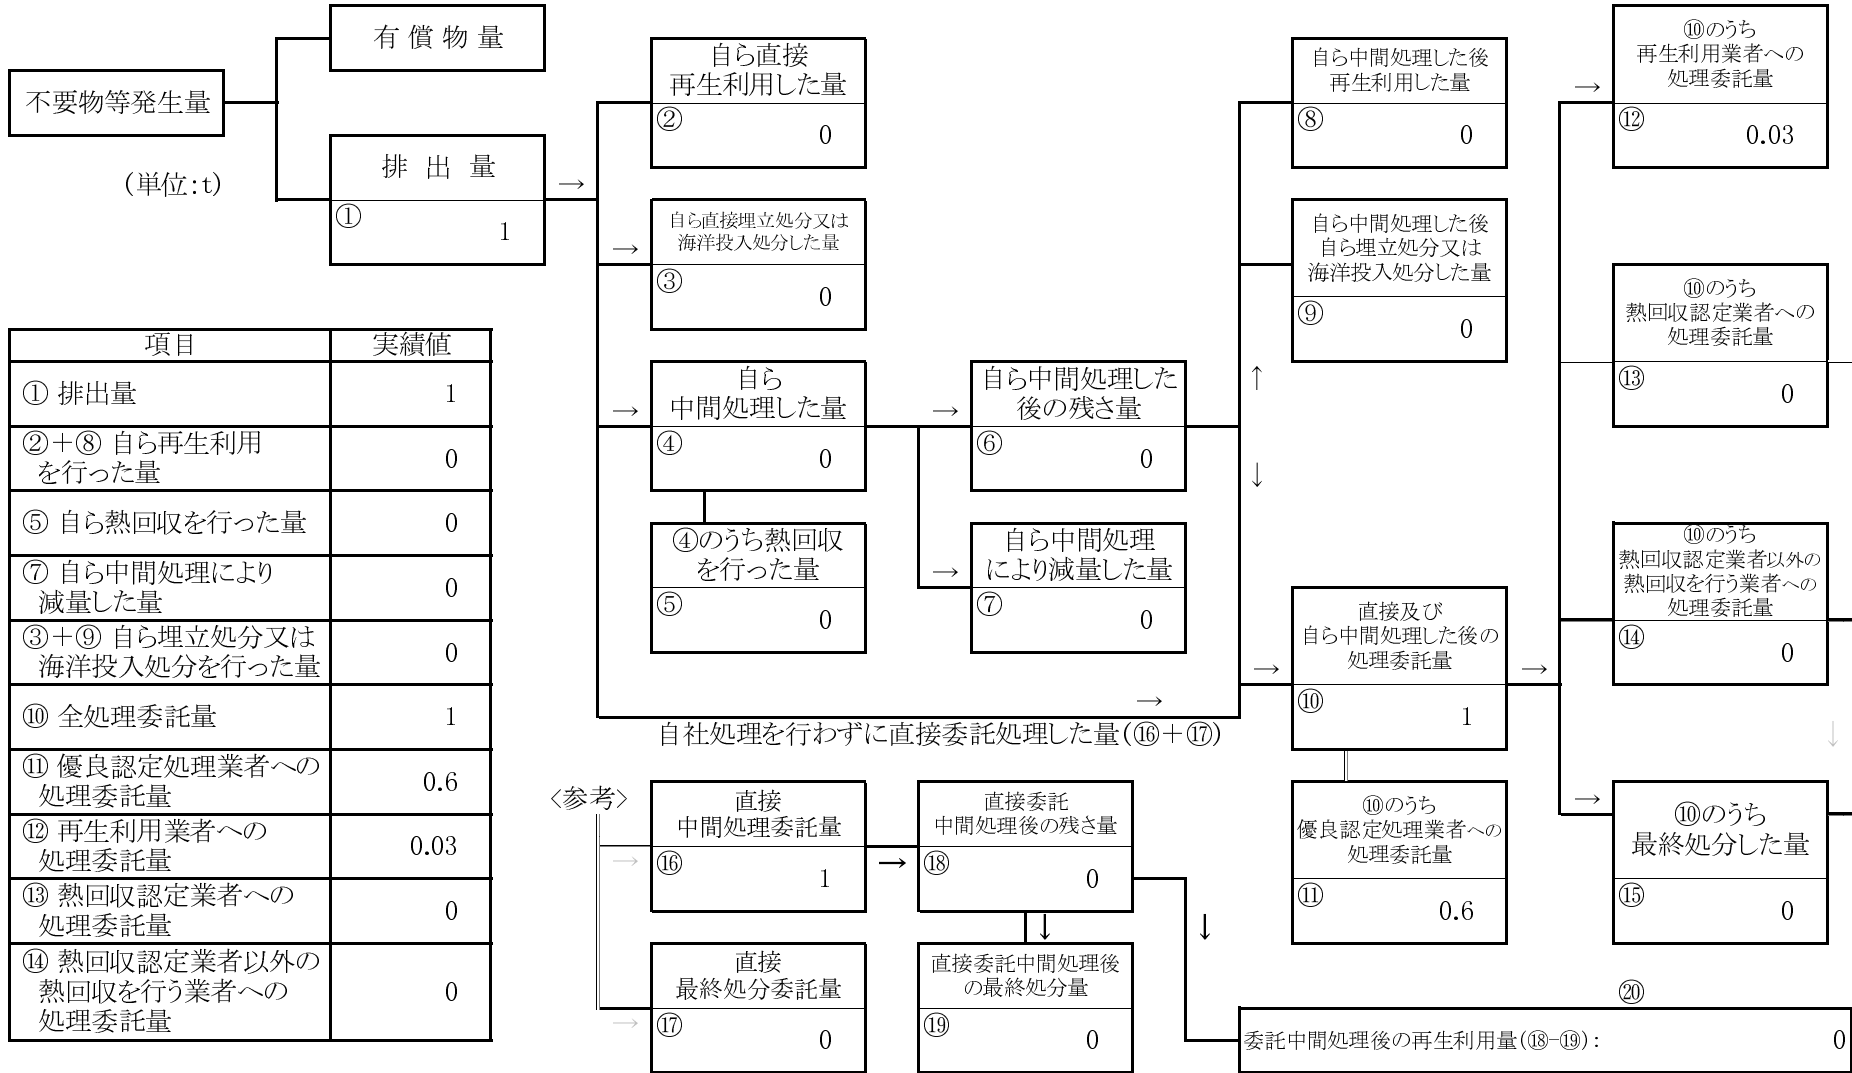 有 償 物 量
不要物等発生量
(単位:t)
排 出 量
①
1
→
自ら直接
再生利用した量
②
0
→
自ら直接埋立処分又は
海洋投入処分した量
③
0
→
自ら
中間処理した量
④
0
④のうち熱回収
を行った量
⑤
0
→
自ら中間処理した
後の残さ量
⑥
0
→
自ら中間処理
により減量した量
⑦
0
↑
↓
自ら中間処理した後
再生利用した量
⑧
0
自ら中間処理した後
自ら埋立処分又は
海洋投入処分した量
⑨
0
→
自社処理を行わずに直接委託処理した量(⑯+⑰)
→
直接及び
自ら中間処理した後の
処理委託量
⑩
1
→
⑩のうち
優良認定処理業者への
処理委託量
⑪
0.6
→
⑩のうち
再生利用業者への
処理委託量
⑫
0.03
⑩のうち
熱回収認定業者への
処理委託量
⑬
0
⑩のうち
熱回収認定業者以外の
熱回収を行う業者への
処理委託量
⑭
0
↓
→
⑩のうち
最終処分した量
⑮
0
項目 実績値
① 排出量 1
②+⑧ 自ら再生利用
を行った量 0
⑤ 自ら熱回収を行った量 0
⑦ 自ら中間処理により
減量した量 0
③+⑨ 自ら埋立処分又は
海洋投入処分を行った量 0
⑩ 全処理委託量 1
⑪ 優良認定処理業者への
処理委託量 0.6
⑫ 再生利用業者への
処理委託量 0.03
⑬ 熱回収認定業者への
処理委託量 0
⑭ 熱回収認定業者以外の
熱回収を行う業者への
処理委託量 0
<参考>
→
直接
中間処理委託量
⑯
1
→
直接委託
中間処理後の残さ量
⑱
0
↓
↓
→
直接
最終処分委託量
⑰
0
直接委託中間処理後
の最終処分量
⑲
0
⑳
委託中間処理後の再生利用量(⑱-⑲): 0